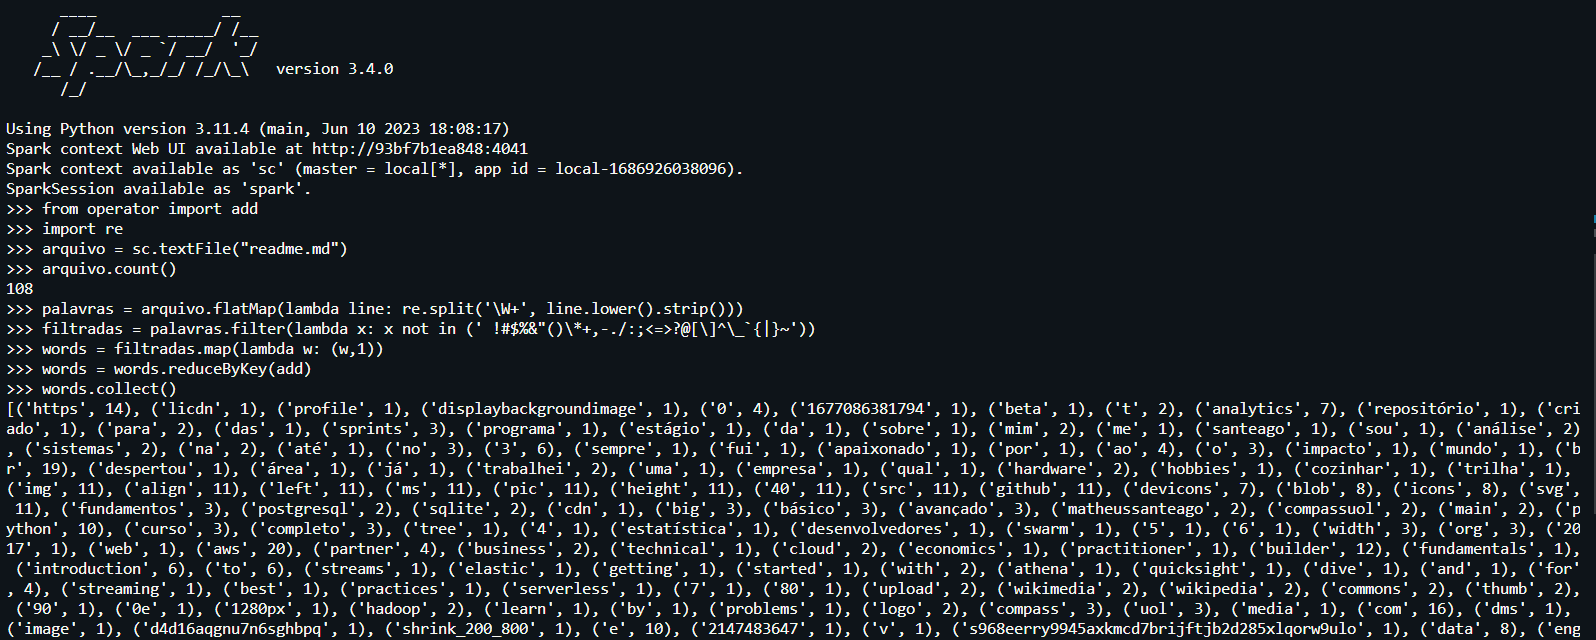 version 3.4.0
Using Python version 3.11.4 (main, Jun 10 2023 18:08:17)
Spark context Web UI available at http://93bf7b1ea848:4041
Spark context available as 'sc' (master = local[*], app id = local-1686926038096).
SparkSession available as 'spark'.
>>> from operator import add
>>> import re
>>> arquivo = sc.textFile("readme.md")
>>> arquivo.count()
108
>>> palavras = arquivo.flatMap(lambda line: re.split('\W+', line.lower().strip()))
>>> filtradas = palavras.filter(lambda x: x not in (' !#$%&"()\*+,-./:;<=>?@[\]^\_`{|}~'))
>>> words = filtradas.map(lambda w: (w,1))
>>> words = words.reduceByKey(add)
>>> words.collect()
[('https', 14), ('licdn', 1), ('profile', 1), ('displaybackgroundimage', 1), ('0', 4), ('1677086381794', 1), ('beta', 1), ('t', 2), ('analytics', 7), ('repositório', 1), ('cri
ado', 1), ('para', 2), ('das', 1), ('sprints', 3), ('programa', 1), ('estágio', 1), ('da', 1), ('sobre', 1), ('mim', 2), ('me', 1), ('santeago', 1), ('sou', 1), ('análise', 2)
, ('sistemas', 2), ('na', 2), ('até', 1), ('no', 3), ('3', 6), ('sempre', 1), ('fui', 1), ('apaixonado', 1), ('por', 1), ('ao', 4), ('o', 3), ('impacto', 1), ('mundo', 1), ('b
r', 19), ('despertou', 1), ('área', 1), ('já', 1), ('trabalhei', 2), ('uma', 1), ('empresa', 1), ('qual', 1), ('hardware', 2), ('hobbies', 1), ('cozinhar', 1), ('trilha', 1),
('img', 11), ('align', 11), ('left', 11), ('ms', 11), ('pic', 11), ('height', 11), ('40', 11), ('src', 11), ('github', 11), ('devicons', 7), ('blob', 8), ('icons', 8), ('svg',
11), ('fundamentos', 3), ('postgresql', 2), ('sqlite', 2), ('cdn', 1), ('big', 3), ('básico', 3), ('avançado', 3), ('matheussanteago', 2), ('compassuol', 2), ('main', 2), ('p
ython', 10), ('curso', 3), ('completo', 3), ('tree', 1), ('4', 1), ('estatística', 1), ('desenvolvedores', 1), ('swarm', 1), ('5', 1), ('6', 1), ('width', 3), ('org', 3), ('20
17', 1), ('web', 1), ('aws', 20), ('partner', 4), ('business', 2), ('technical', 1), ('cloud', 2), ('economics', 1), ('practitioner', 1), ('builder', 12), ('fundamentals', 1),
('introduction', 6), ('to', 6), ('streams', 1), ('elastic', 1), ('getting', 1), ('started', 1), ('with', 2), ('athena', 1), ('quicksight', 1), ('dive', 1), ('and', 1), ('for'
, 4), ('streaming', 1), ('best', 1), ('practices', 1), ('serverless', 1), ('7', 1), ('80', 1), ('upload', 2), ('wikimedia', 2), ('wikipedia', 2), ('commons', 2), ('thumb', 2),
('90', 1), ('0e', 1), ('1280px', 1), ('hadoop', 2), ('learn', 1), ('by', 1), ('problems', 1), ('logo', 2), ('compass', 3), ('uol', 3), ('media', 1), ('com', 16), ('dms', 1),
('image', 1), ('d4d16aqgnu7n6sghbpq', 1), ('shrink_200_800', 1), ('e', 10), ('2147483647', 1), ('v', 1), ('s968eerry9945axkmcd7brijftjb2d285xlqorw9ulo', 1), ('data', 8), ('eng